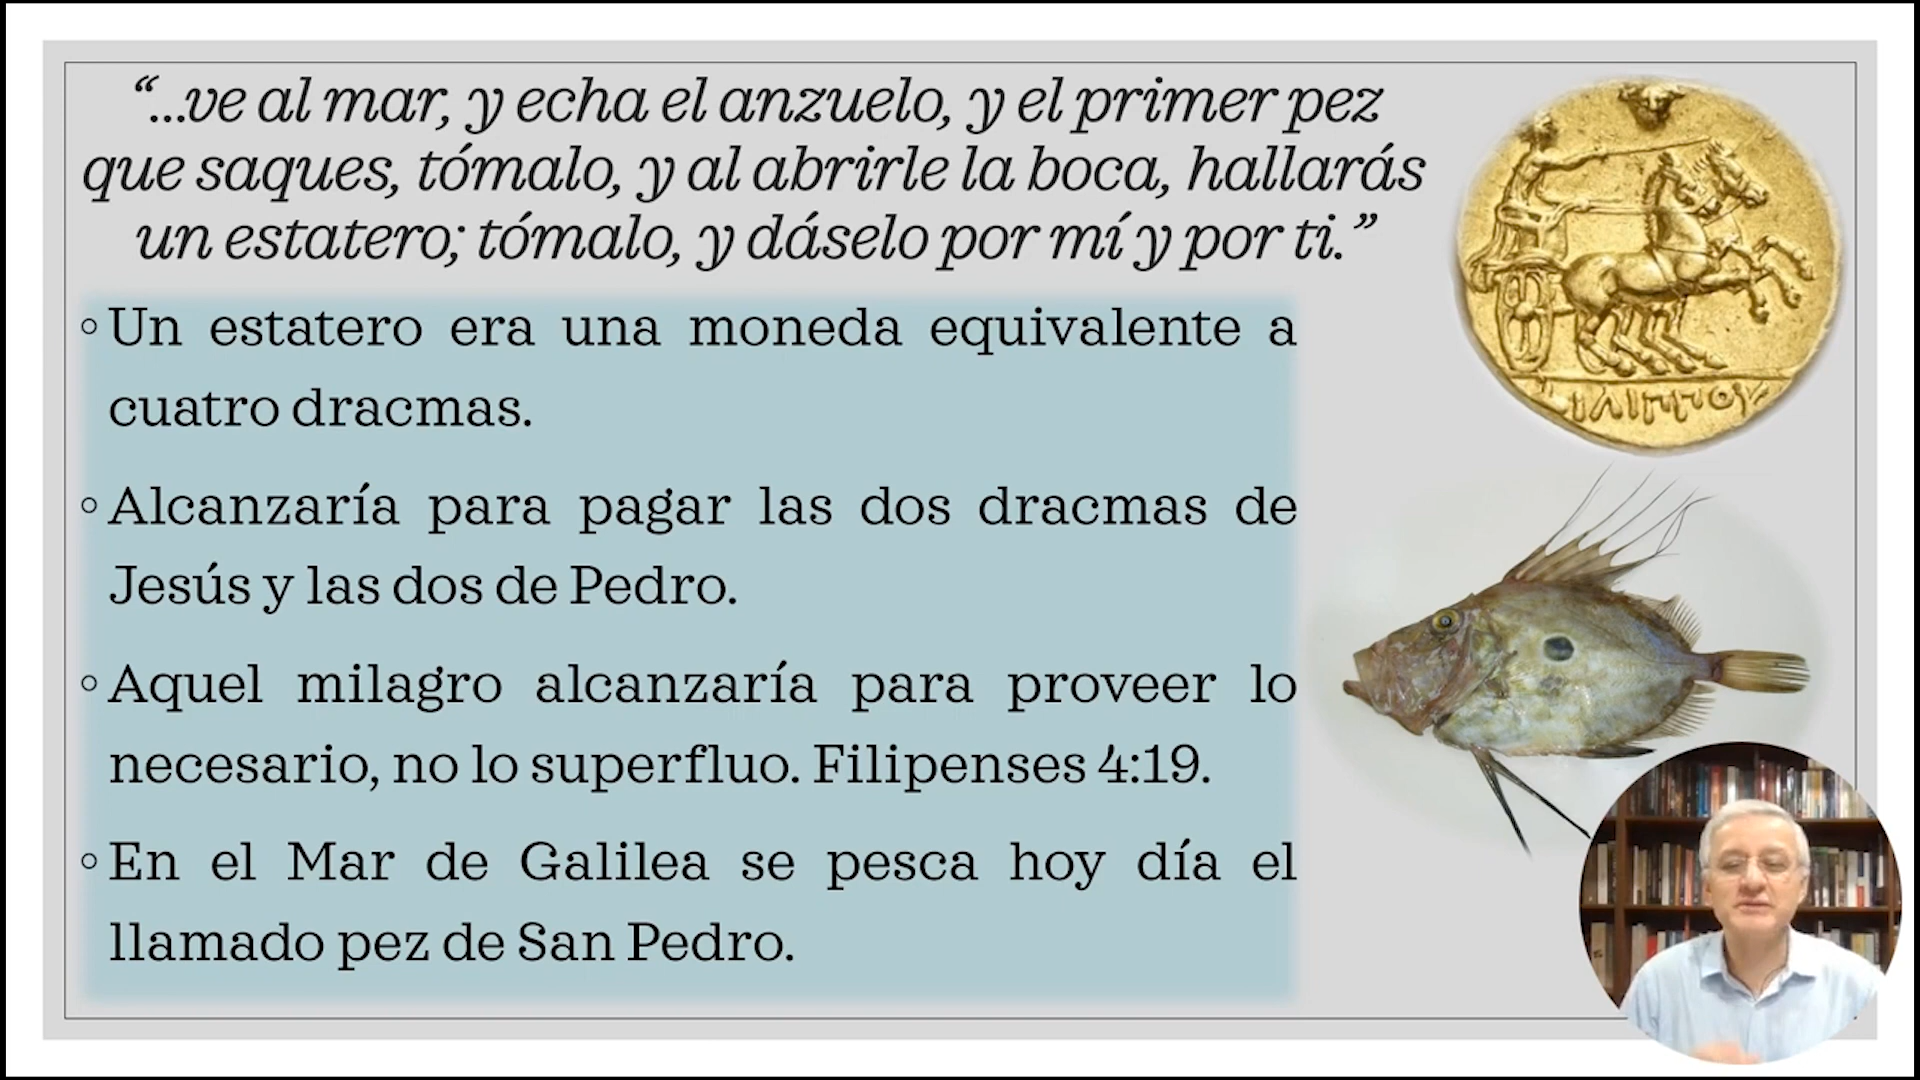 “...ve al mar, y echa el anzuelo, y el primer pez
que saques, tómalo, y al abrirle la boca, hallarás
un estatero; tómalo, y dáselo por mí y por ti.”
◦Un estatero era una moneda equivalente a
cuatro dracmas.
◦Alcanzaría para pagar las dos dracmas de
Jesús y las dos de Pedro.
◦Aquel milagro alcanzaría para proveer lo
necesario, no lo superfluo. Filipenses 4:19.
◦En el Mar de Galilea se pesca hoy día el
llamado pez de San Pedro.
ΙΛΙΠΠΟΥ